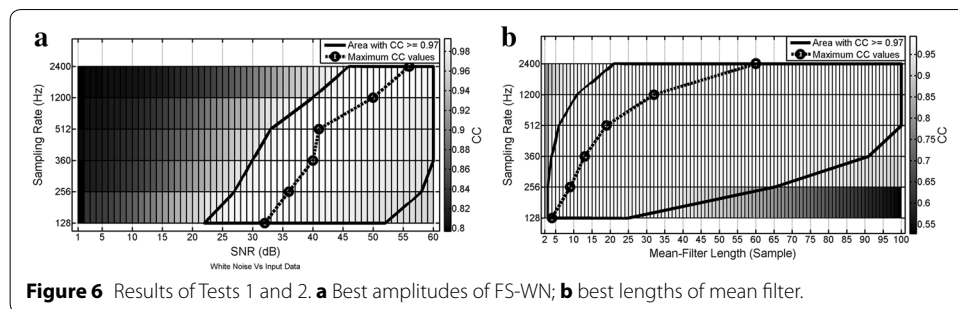 a
Area with CC >= 0.97
Maximum CC values
Sampling Rate (Hz)
2400
1200
512
360
256
128
1 5 10 15 20 25 30 35 40 45 50 55 60
SNR (dB)
White Noise Vs Input Data
0.98
0.96
0.94
0.92
0.9
0.88
0.86
0.84
0.82
0.8
CC
b
Area with CC >= 0.97
Maximum CC values
Sampling Rate (Hz)
2400
1200
512
360
256
128
2 5 10 15 20 25 30 35 40 45 50 55 60 65 70 75 80 85 90 95 100
Mean-Filter Length (Sample)
0.95
0.9
0.85
0.8
0.75
0.7
0.65
0.6
0.55
CC
Figure 6 Results of Tests 1 and 2. a Best amplitudes of FS-WN; b best lengths of mean filter.